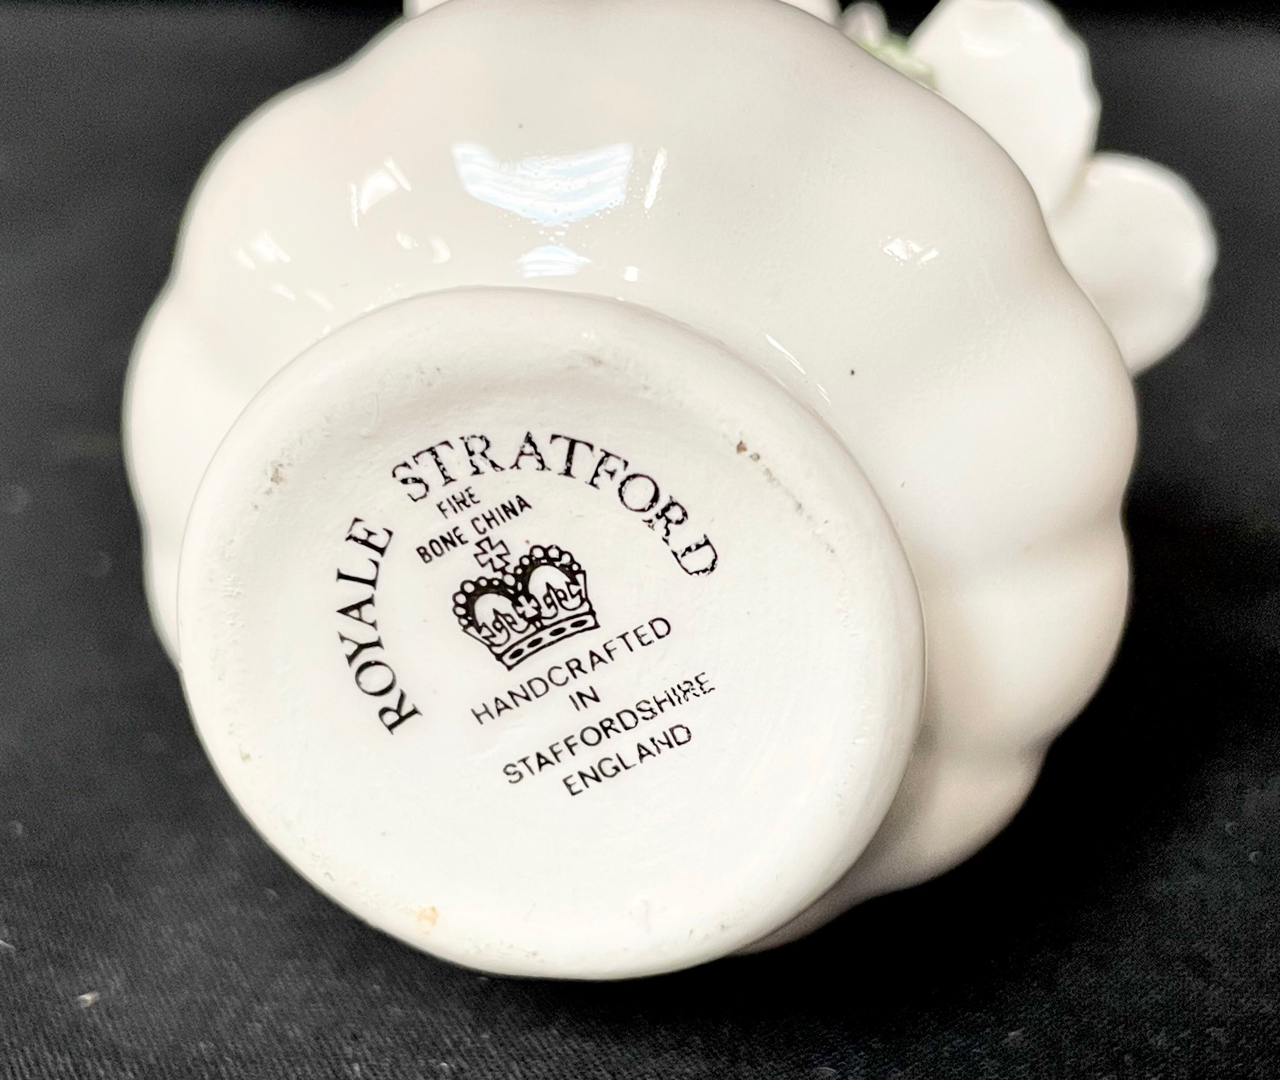 ROYALE STRATFORD
FINE
BONE CHINA
HANDCRAFTED
IN
STAFFORDSHIRE
ENGLAND